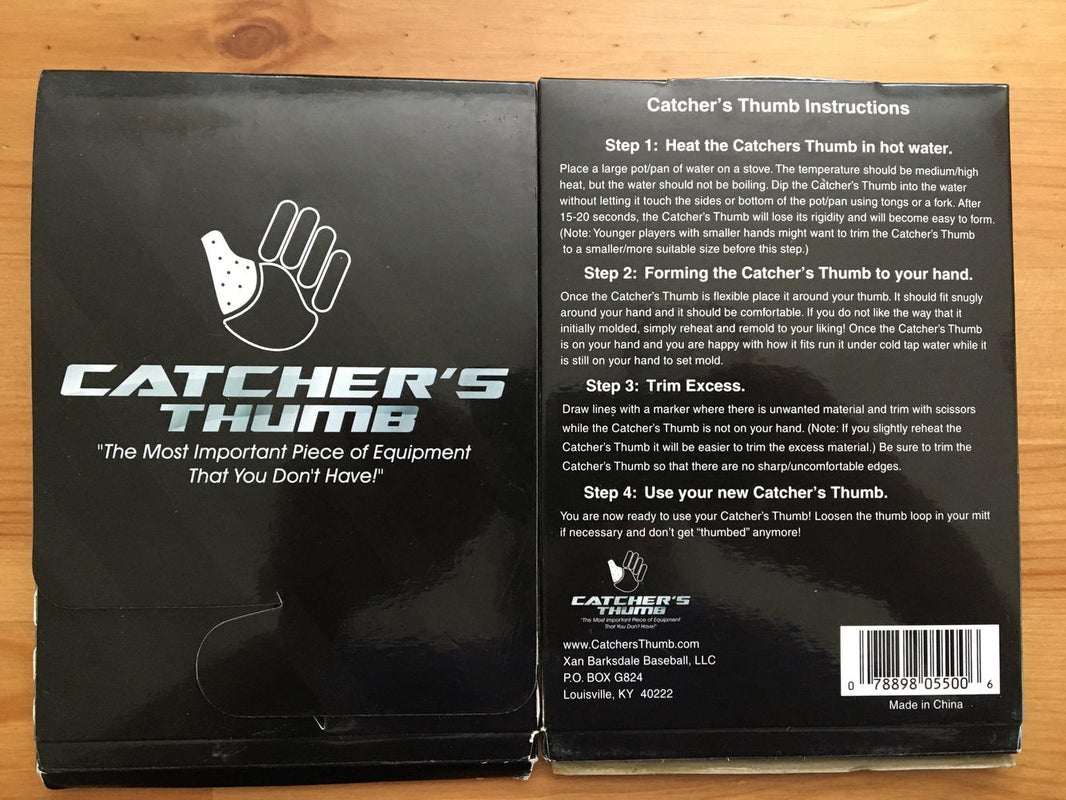 CATCHER'S
THUMB
"The Most Important Piece of Equipment
That You Don't Have!"
Catcher's Thumb Instructions
Step 1: Heat the Catchers Thumb in hot water.
Place a large pot/pan of water on a stove. The temperature should be medium/high
heat, but the water should not be boiling. Dip the Catcher's Thumb into the water
without letting it touch the sides or bottom of the pot/pan using tongs or a fork. After
15-20 seconds, the Catcher's Thumb will lose its rigidity and will become easy to form.
(Note: Younger players with smaller hands might want to trim the Catcher's Thumb
to a smaller/more suitable size before this step.)
Step 2: Forming the Catcher's Thumb to your hand.
Once the Catcher's Thumb is flexible place it around your thumb. It should fit snugly
around your hand and it should be comfortable. If you do not like the way that it
initially molded, simply reheat and remold to your liking! Once the Catcher's Thumb
is on your hand and you are happy with how it fits run it under cold tap water while it
is still on your hand to set mold.
Step 3: Trim Excess.
Draw lines with a marker where there is unwanted material and trim with scissors
while the Catcher's Thumb is not on your hand. (Note: If you slightly reheat the
Catcher's Thumb it will be easier to trim the excess material.) Be sure to trim the
Catcher's Thumb so that there are no sharp/uncomfortable edges.
Step 4: Use your new Catcher's Thumb.
You are now ready to use your Catcher's Thumb! Loosen the thumb loop in your mitt
if necessary and don't get "thumbed" anymore!
CATCHER'S
THUMB
"The Most Important Piece of Equipment
That You Don't Have!"
www.CatchersThumb.com
Xan Barksdale Baseball, LLC
P.O. BOX G824
Louisville, KY 40222
0 78898 05500 6
Made in China